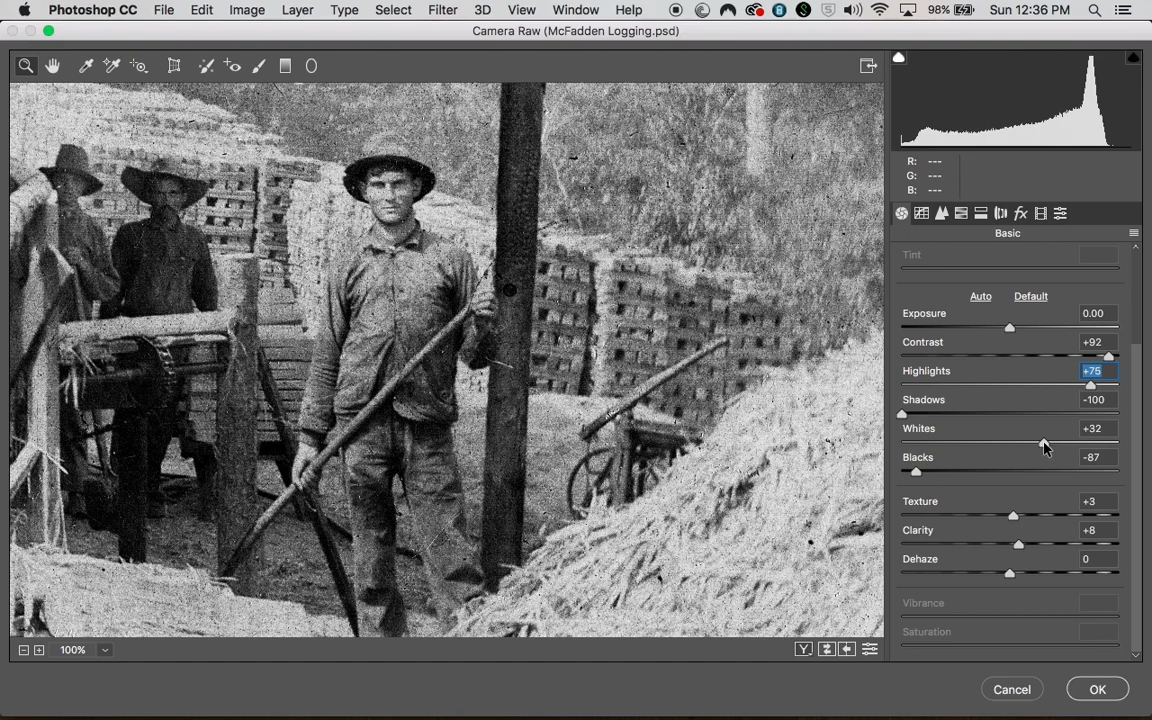 Photoshop CC File Edit Image Layer Type Select Filter 3D View Window Help 98% Sun 12:36 PM
Camera Raw (McFadden Logging.psd)
R: ---
G: ---
B: ---
Basic
Tint
Auto Default
Exposure 0.00
Contrast +92
Highlights +75
Shadows -100
Whites +32
Blacks -87
Texture +3
Clarity +8
Dehaze 0
Vibrance
Saturation
100%
Y
Cancel OK